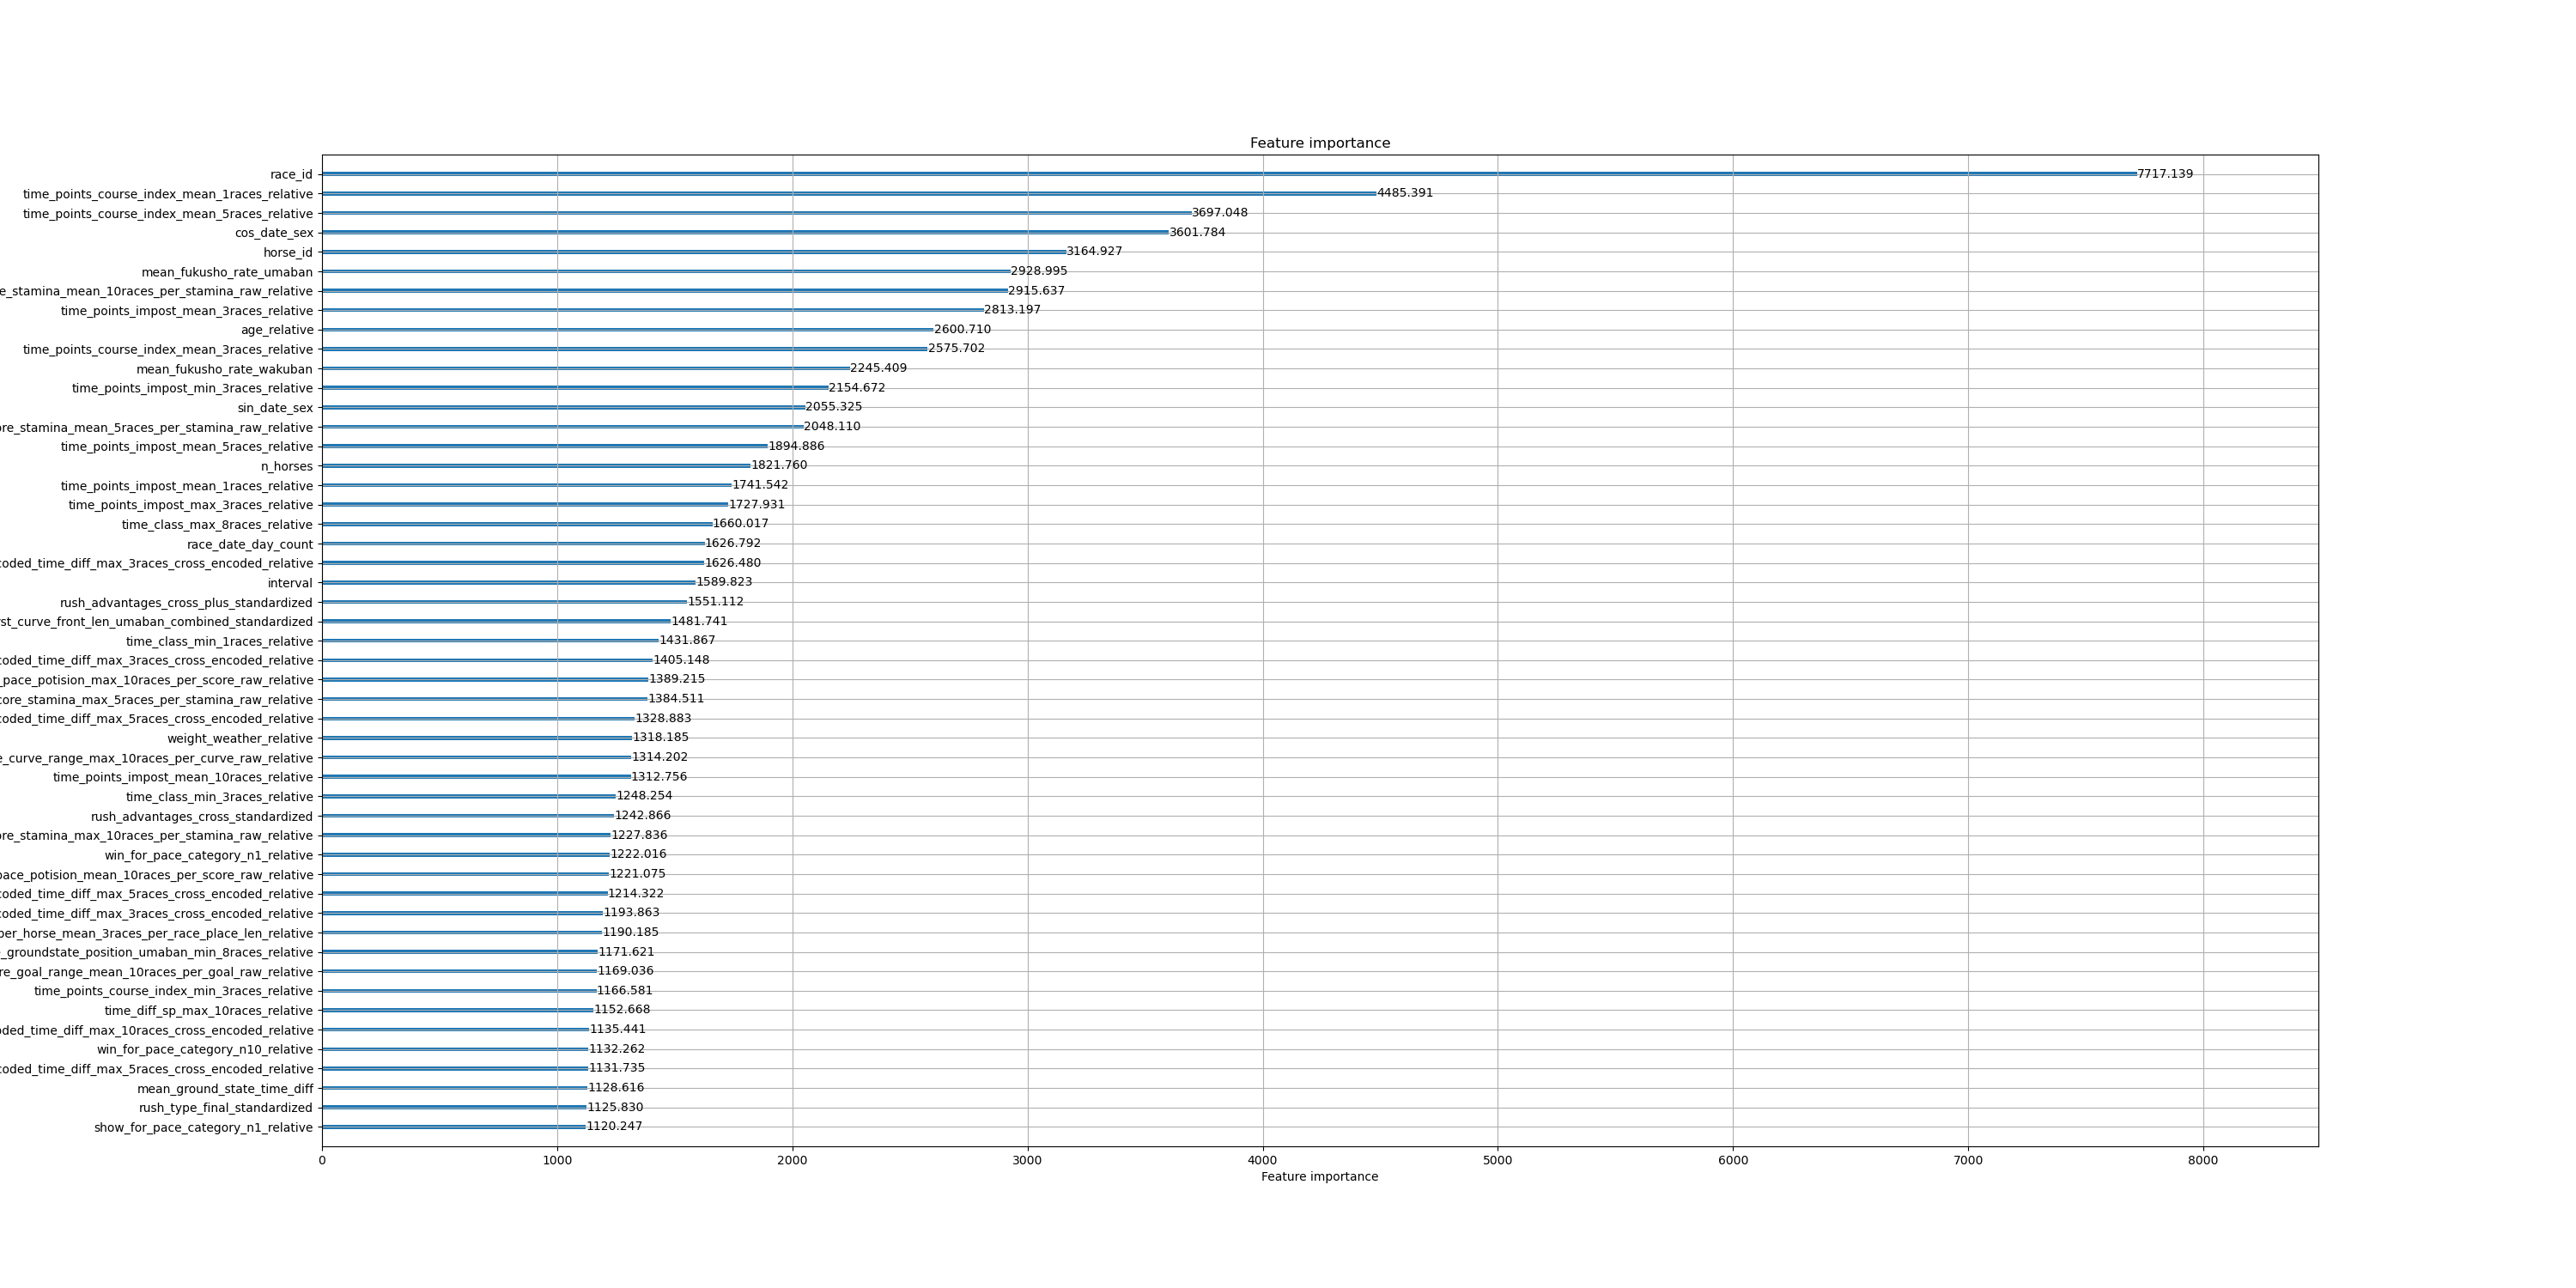 Feature importance
race_id 7717.139
time_points_course_index_mean_1races_relative 4485.391
time_points_course_index_mean_5races_relative 3697.048
cos_date_sex 3601.784
horse_id 3164.927
mean_fukusho_rate_umaban 2928.995
e_stamina_mean_10races_per_stamina_raw_relative 2915.637
time_points_impost_mean_3races_relative 2813.197
age_relative 2600.710
time_points_course_index_mean_3races_relative 2575.702
mean_fukusho_rate_wakuban 2245.409
time_points_impost_min_3races_relative 2154.672
sin_date_sex 2055.325
ore_stamina_mean_5races_per_stamina_raw_relative 2048.110
time_points_impost_mean_5races_relative 1894.886
n_horses 1821.760
time_points_impost_mean_1races_relative 1741.542
time_points_impost_max_3races_relative 1727.931
time_class_max_8races_relative 1660.017
race_date_day_count 1626.792
coded_time_diff_max_3races_cross_encoded_relative 1626.480
interval 1589.823
rush_advantages_cross_plus_standardized 1551.112
rst_curve_front_len_umaban_combined_standardized 1481.741
time_class_min_1races_relative 1431.867
coded_time_diff_max_3races_cross_encoded_relative 1405.148
_pace_potision_max_10races_per_score_raw_relative 1389.215
core_stamina_max_5races_per_stamina_raw_relative 1384.511
coded_time_diff_max_5races_cross_encoded_relative 1328.883
weight_weather_relative 1318.185
e_curve_range_max_10races_per_curve_raw_relative 1314.202
time_points_impost_mean_10races_relative 1312.756
time_class_min_3races_relative 1248.254
rush_advantages_cross_standardized 1242.866
ore_stamina_max_10races_per_stamina_raw_relative 1227.836
win_for_pace_category_n1_relative 1222.016
pace_potision_mean_10races_per_score_raw_relative 1221.075
coded_time_diff_max_5races_cross_encoded_relative 1214.322
coded_time_diff_max_3races_cross_encoded_relative 1193.863
per_horse_mean_3races_per_race_place_len_relative 1190.185
_groundstate_position_umaban_min_8races_relative 1171.621
re_goal_range_mean_10races_per_goal_raw_relative 1169.036
time_points_course_index_min_3races_relative 1166.581
time_diff_sp_max_10races_relative 1152.668
oded_time_diff_max_10races_cross_encoded_relative 1135.441
win_for_pace_category_n10_relative 1132.262
coded_time_diff_max_5races_cross_encoded_relative 1131.735
mean_ground_state_time_diff 1128.616
rush_type_final_standardized 1125.830
show_for_pace_category_n1_relative 1120.247
0 1000 2000 3000 4000 5000 6000 7000 8000
Feature importance